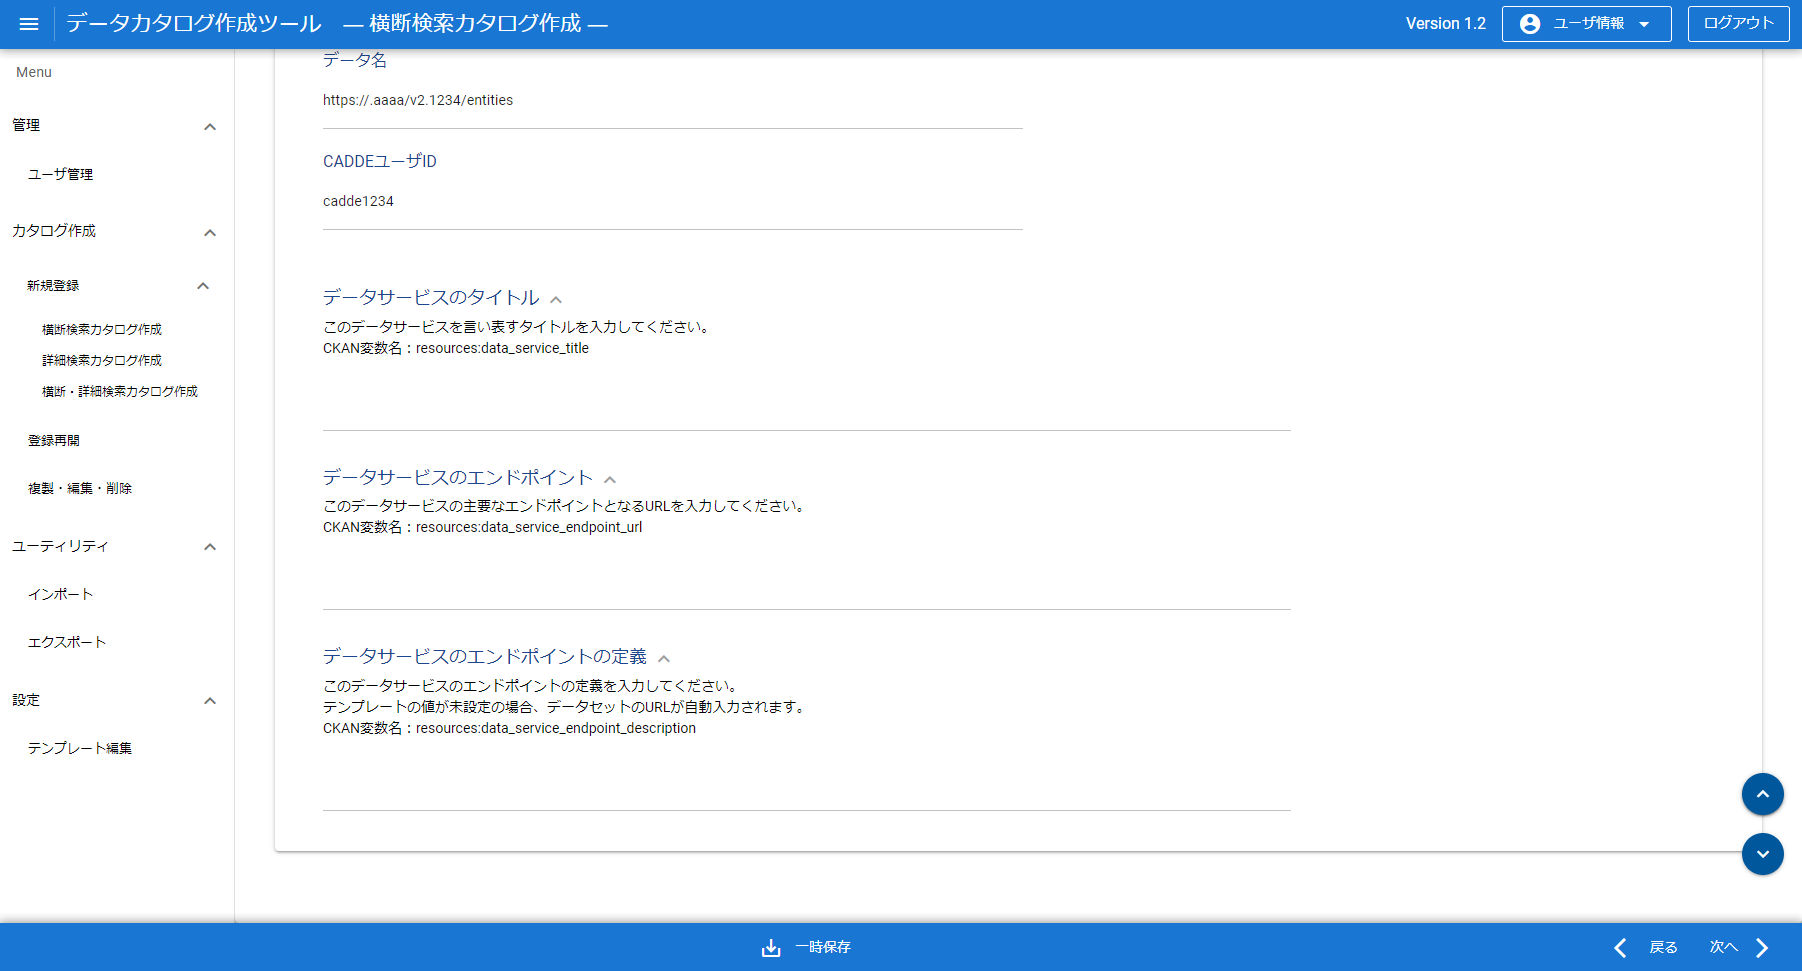 データカタログ作成ツール — 横断検索カタログ作成 —
Version 1.2
ユーザ情報
ログアウト
Menu
管理
ユーザ管理
カタログ作成
新規登録
横断検索カタログ作成
詳細検索カタログ作成
横断・詳細検索カタログ作成
登録再開
複製・編集・削除
ユーティリティ
インポート
エクスポート
設定
テンプレート編集
データ名
https://.aaaa/v2.1234/entities
CADDEユーザID
cadde1234
データサービスのタイトル
このデータサービスを言い表すタイトルを入力してください。
CKAN変数名：resources:data_service_title
データサービスのエンドポイント
このデータサービスの主要なエンドポイントとなるURLを入力してください。
CKAN変数名：resources:data_service_endpoint_url
データサービスのエンドポイントの定義
このデータサービスのエンドポイントの定義を入力してください。
テンプレートの値が未設定の場合、データセットのURLが自動入力されます。
CKAN変数名：resources:data_service_endpoint_description
一時保存
戻る
次へ